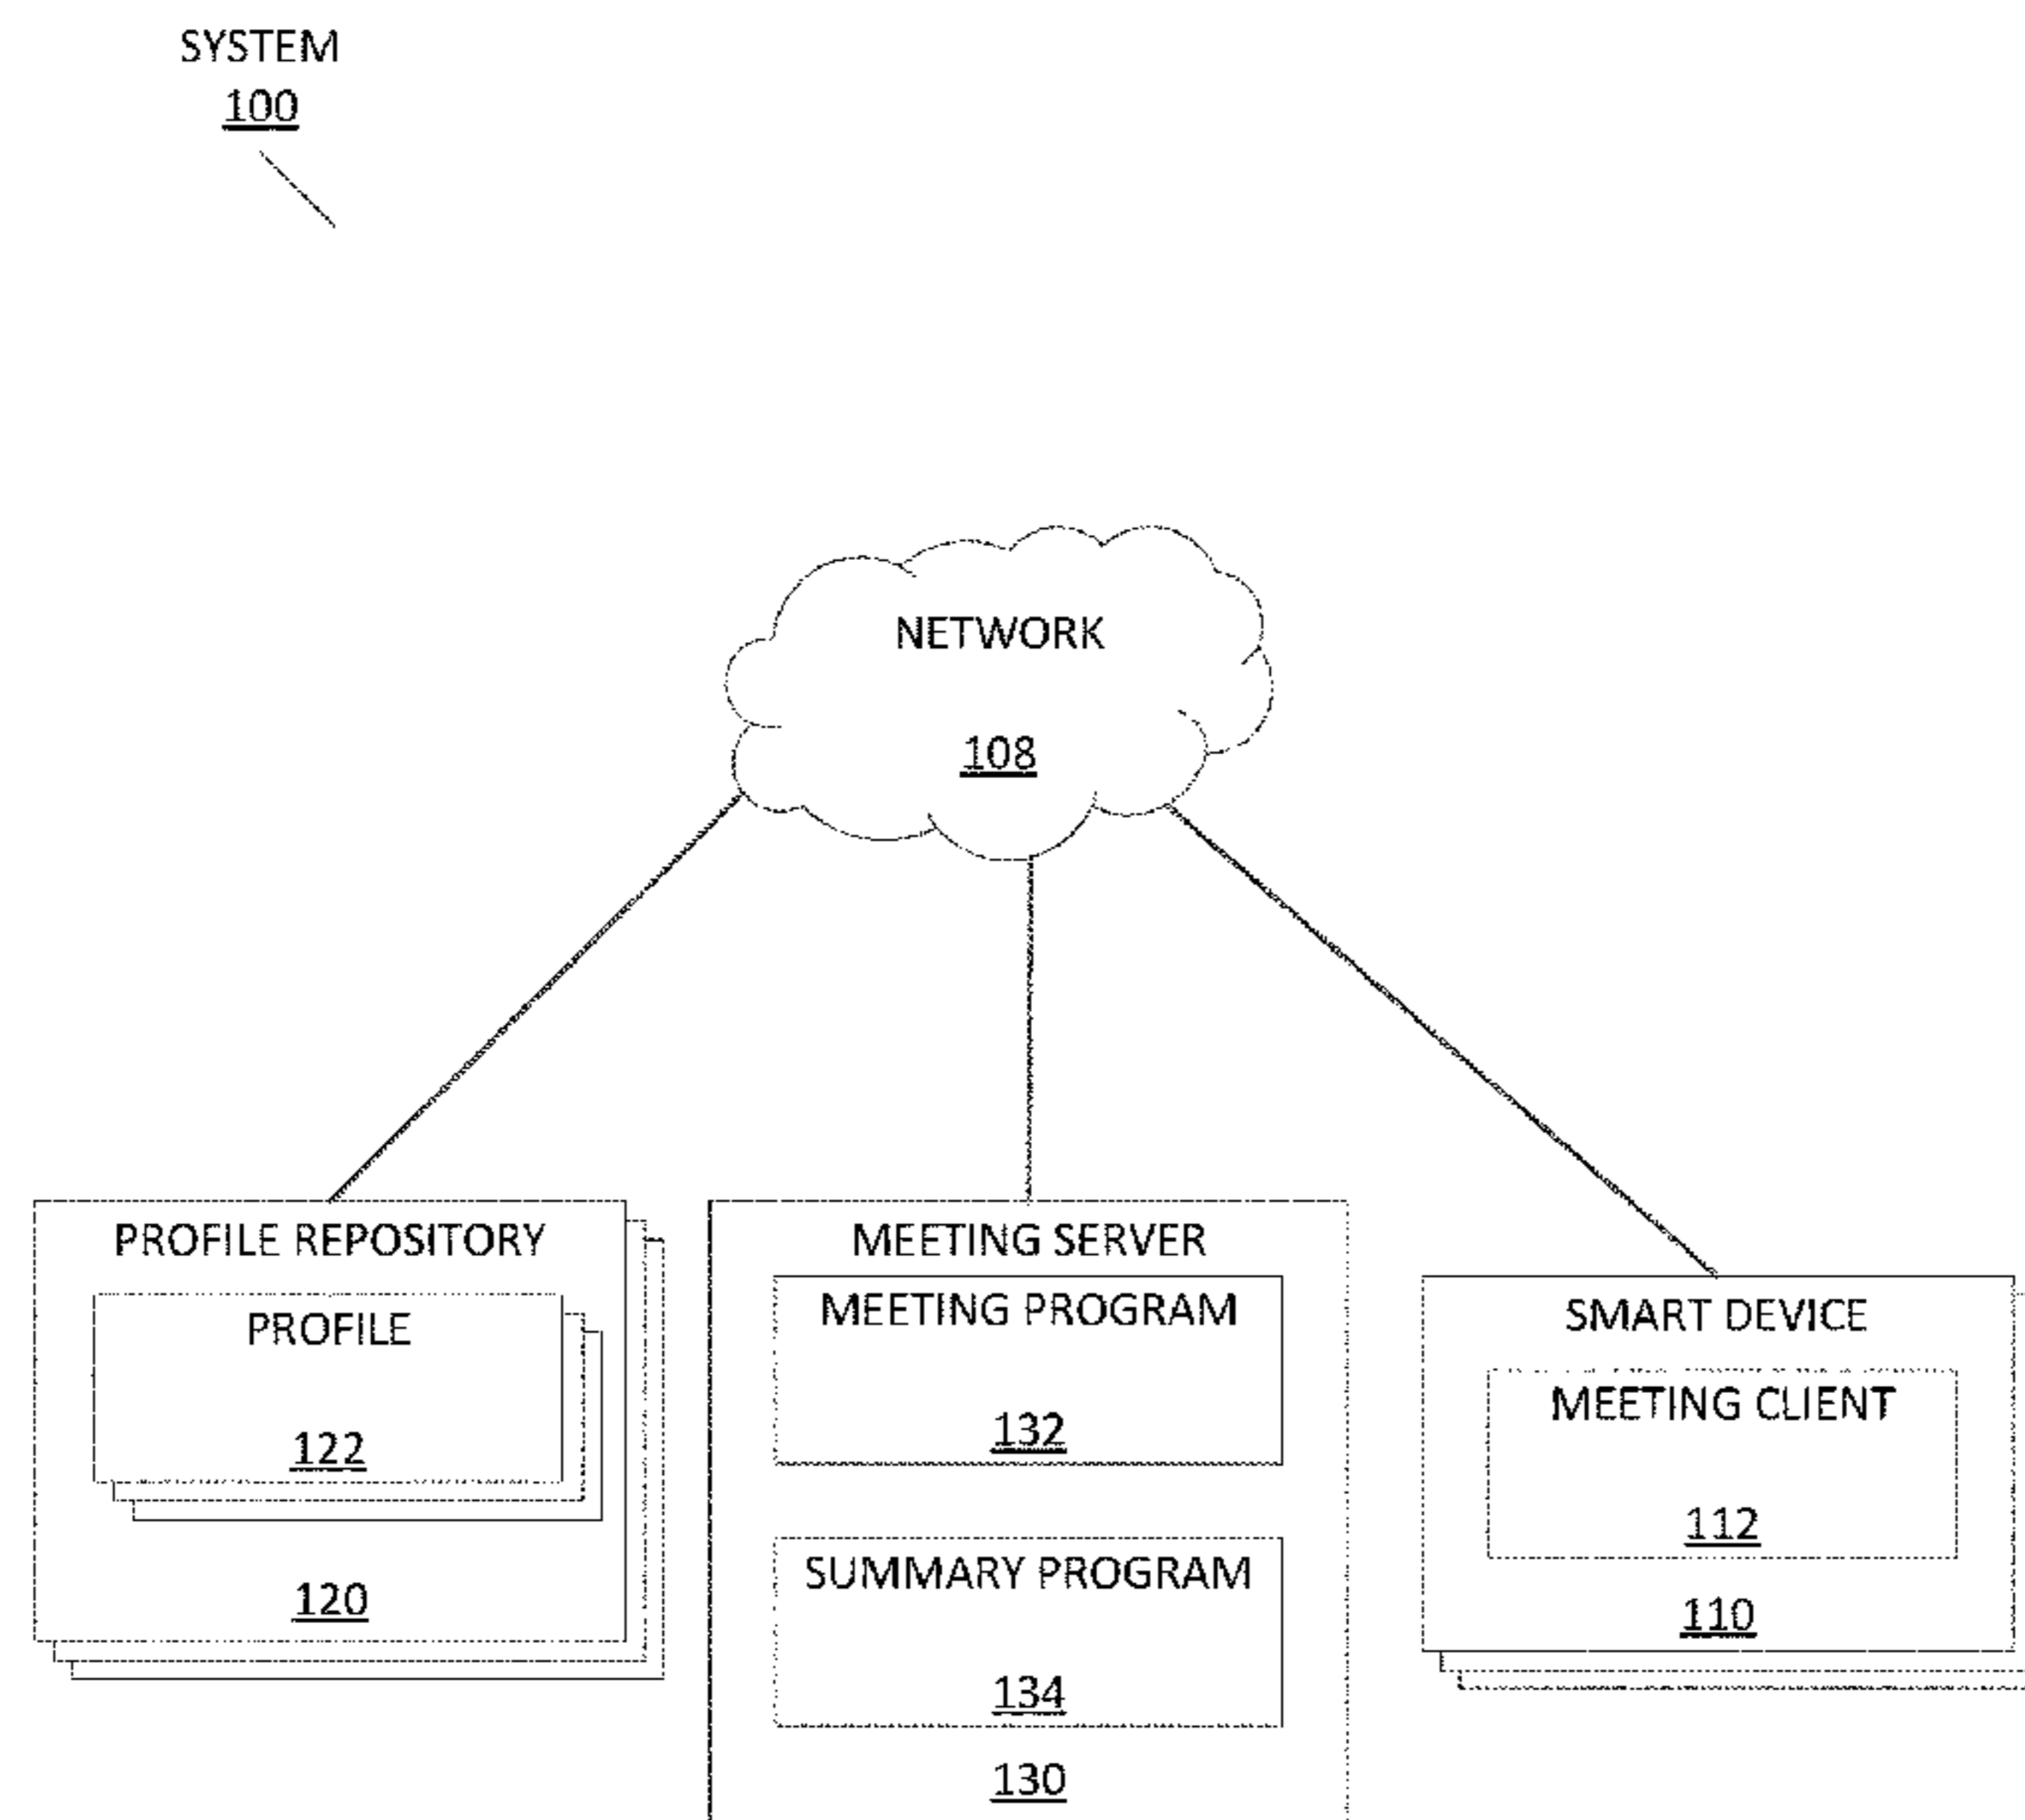 SYSTEM
100
NETWORK
108
PROFILE REPOSITORY
PROFILE
122
120
MEETING SERVER
MEETING PROGRAM
132
SUMMARY PROGRAM
134
130
SMART DEVICE
MEETING CLIENT
112
110